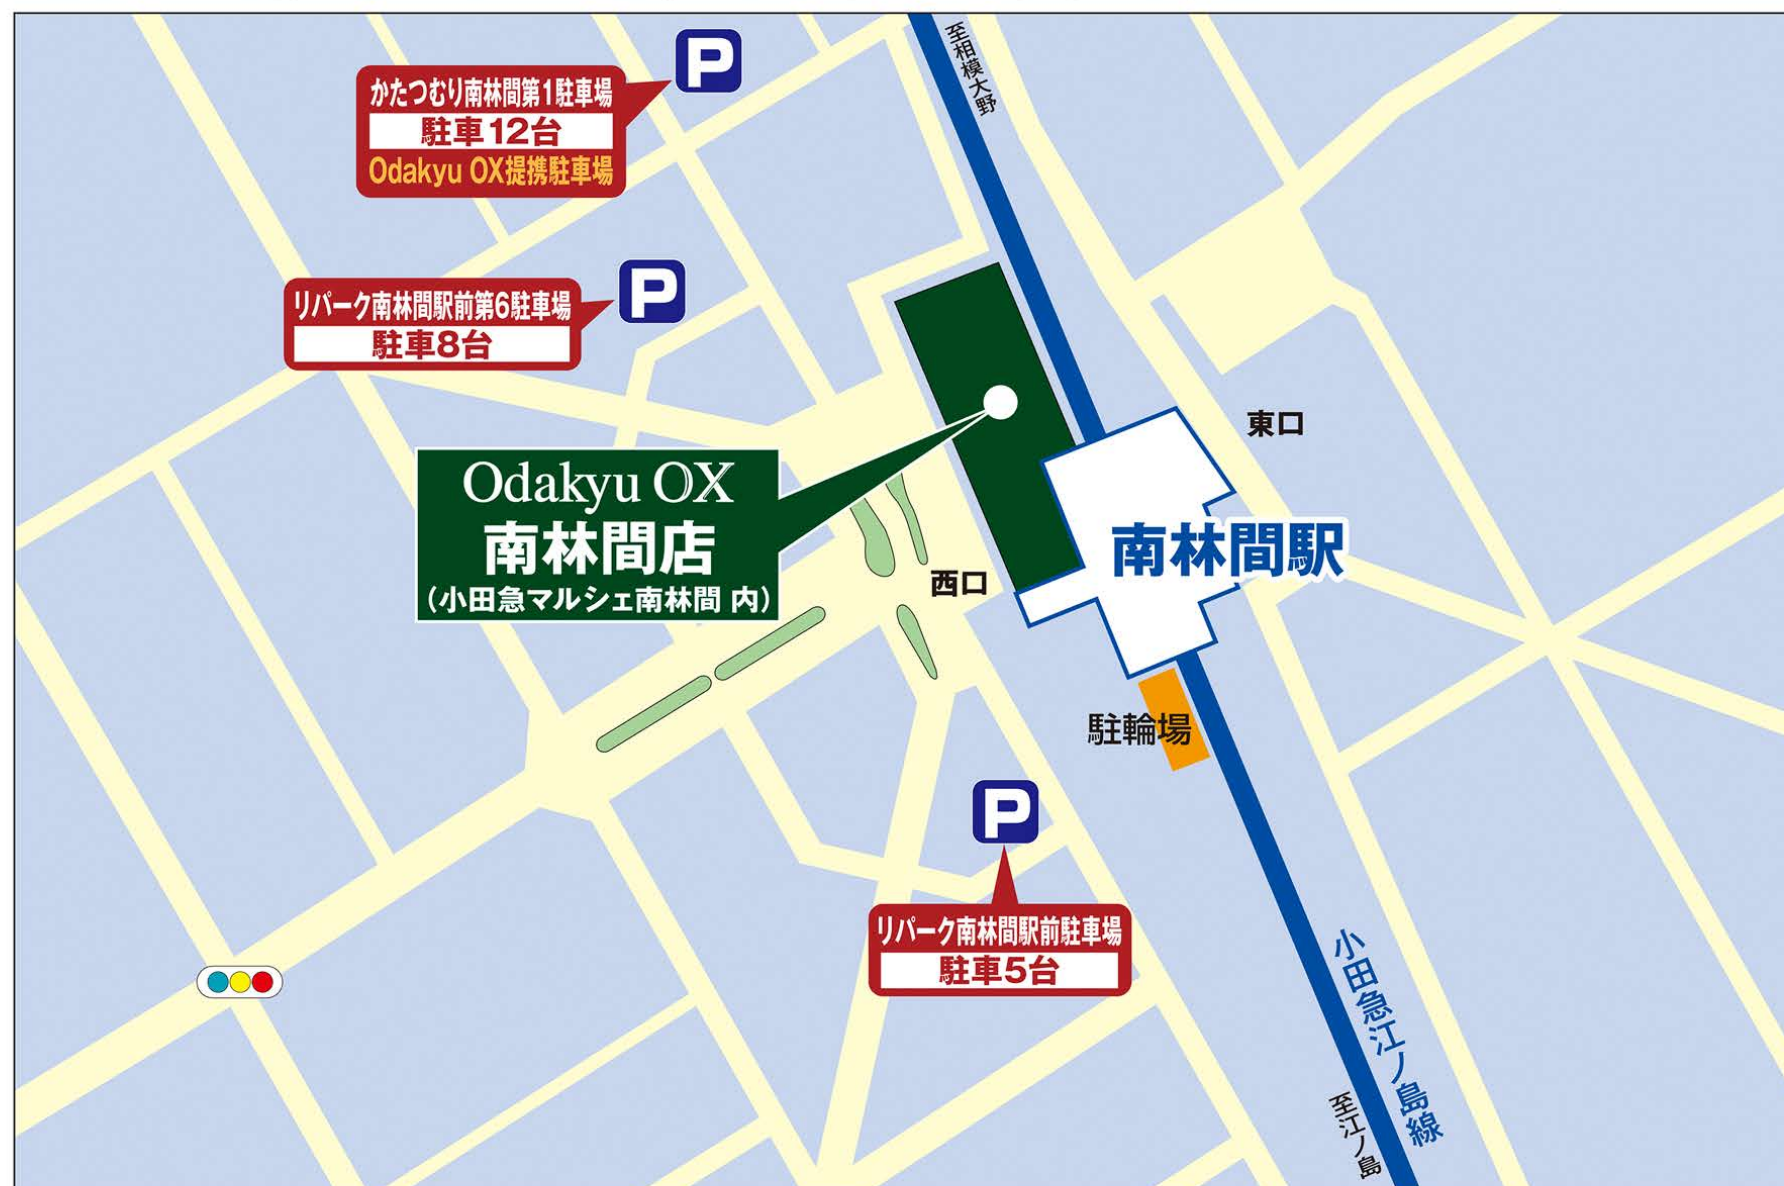 至相模大野
P
かたつむり南林間第1駐車場
駐車12台
Odakyu OX提携駐車場
P
リパーク南林間駅前第6駐車場
駐車8台
東口
Odakyu OX
南林間店
(小田急マルシェ南林間 内)
南林間駅
西口
駐輪場
P
リパーク南林間駅前駐車場
駐車5台
小田急江ノ島線
至江ノ島